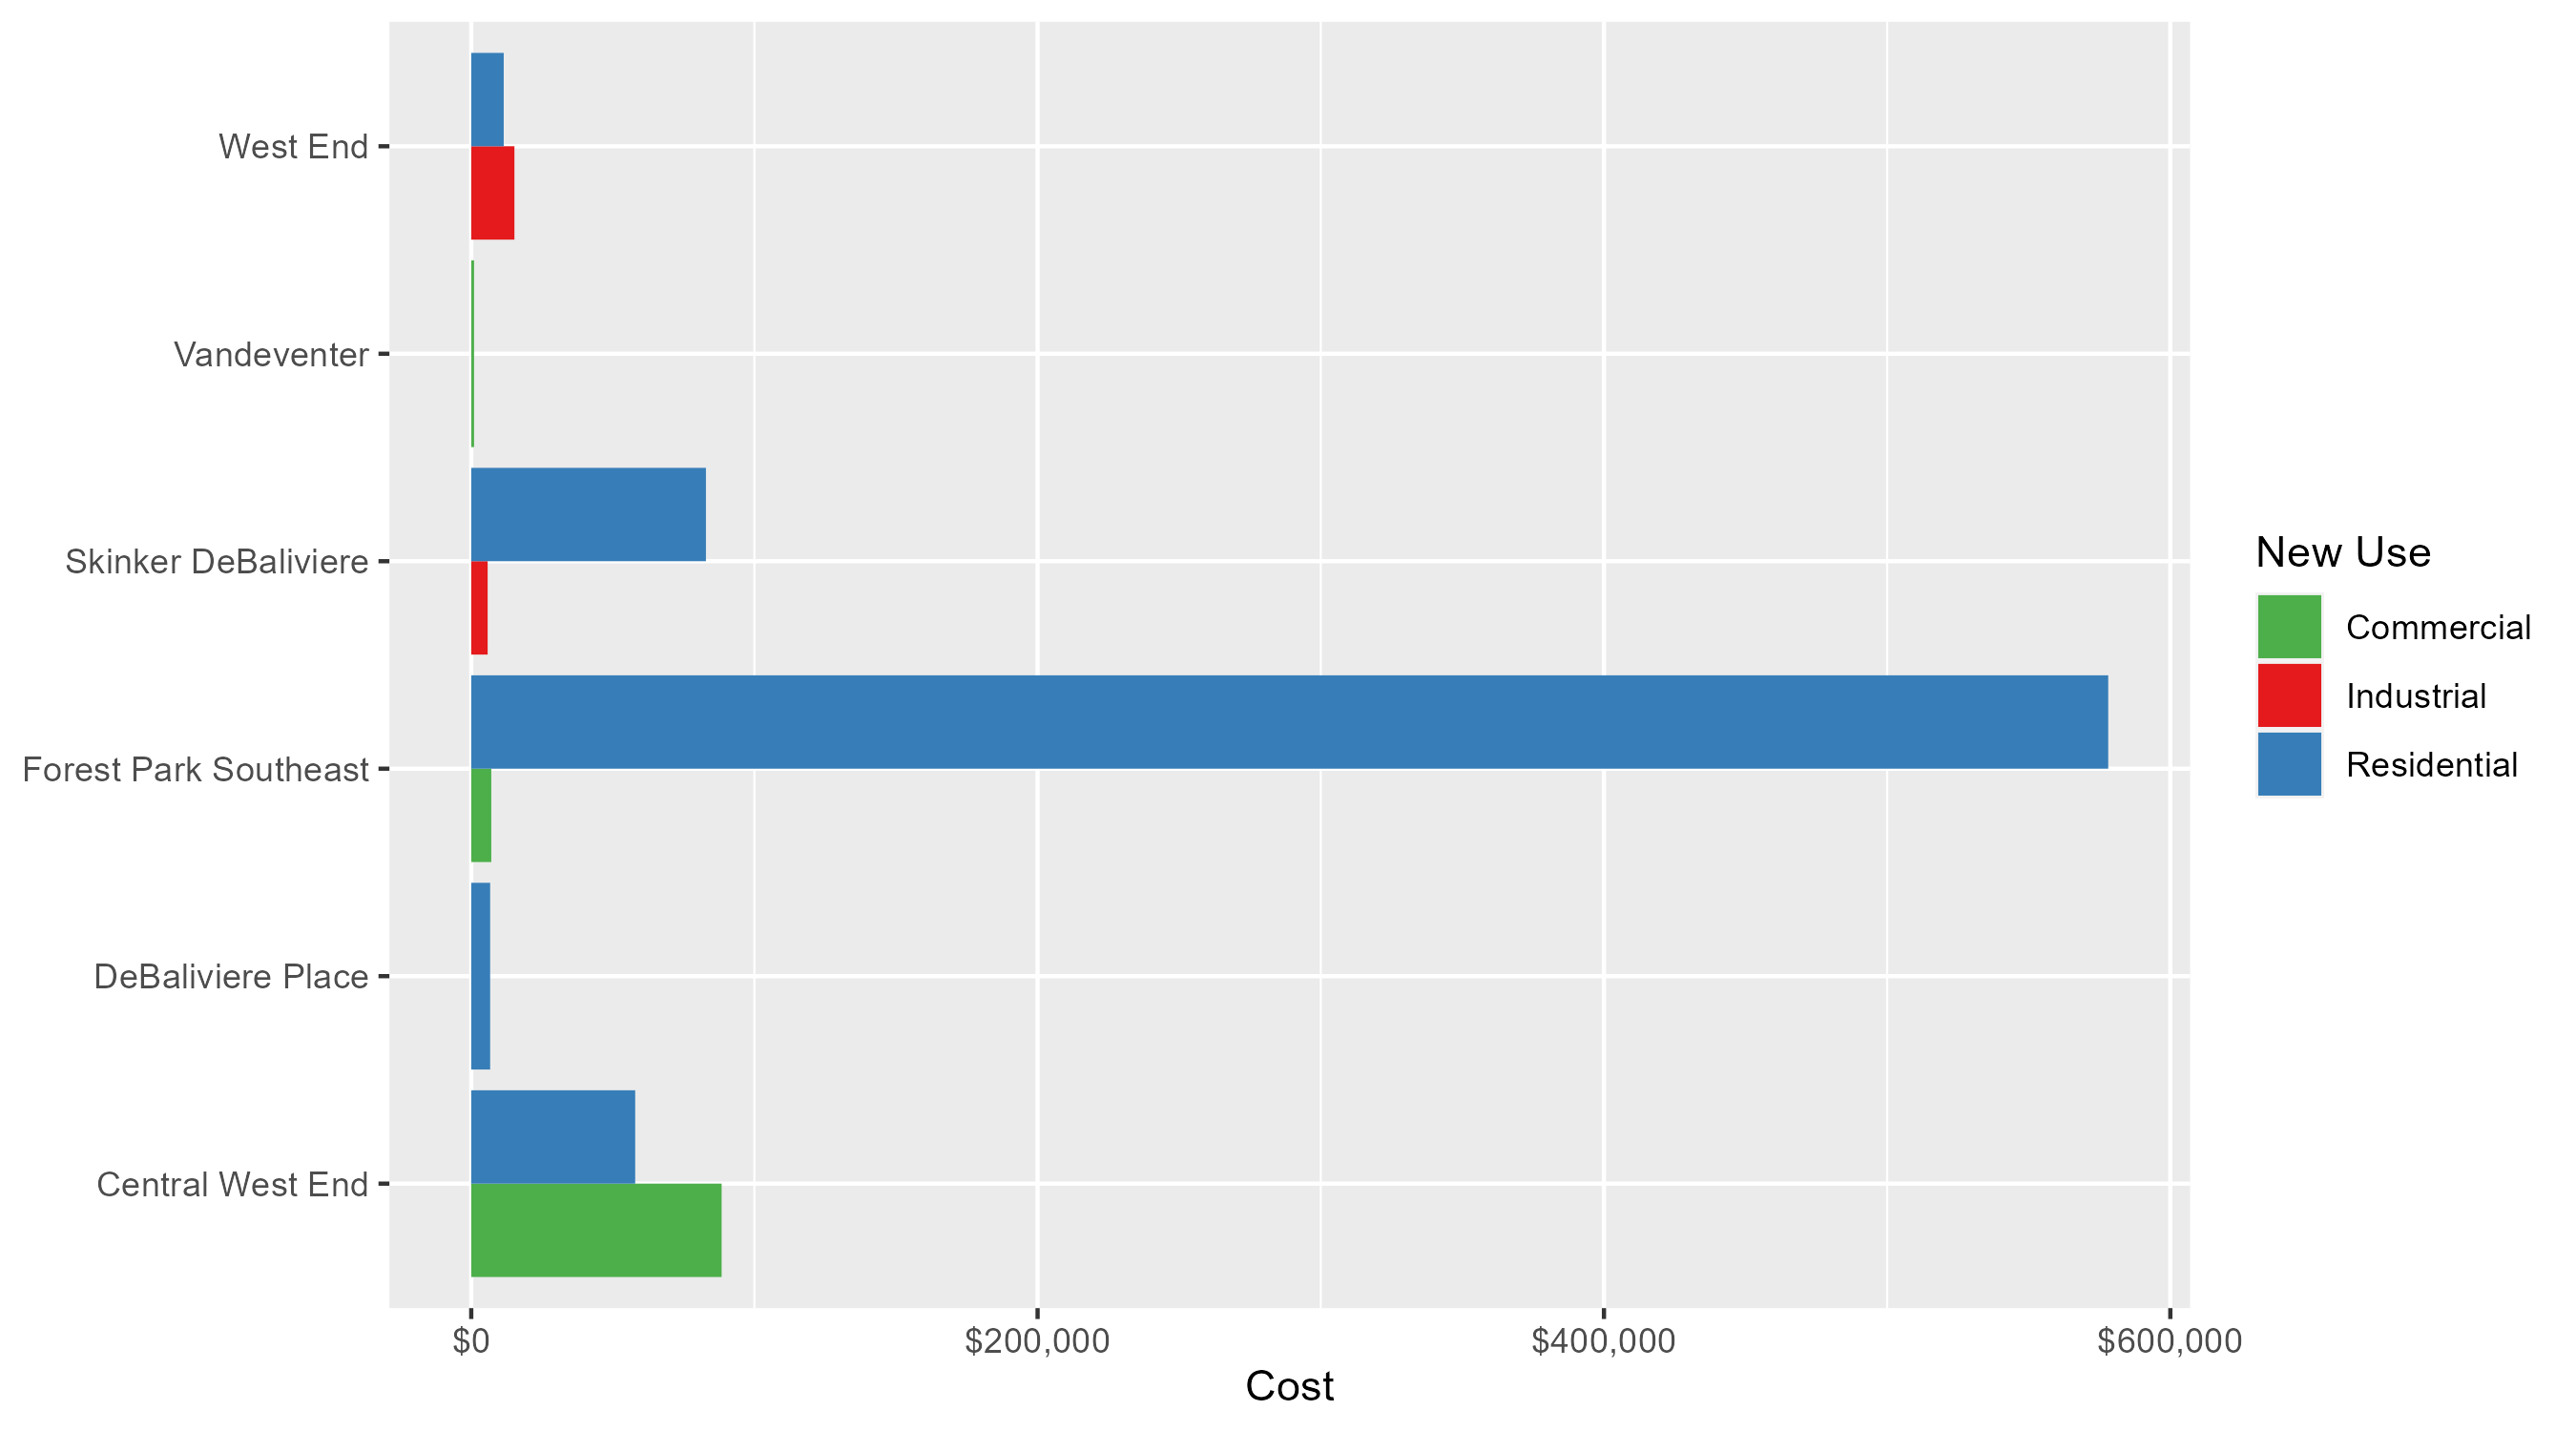 West End
Vandeventer
Skinker DeBaliviere
Forest Park Southeast
DeBaliviere Place
Central West End
$0
$200,000
$400,000
$600,000
Cost
New Use
Commercial
Industrial
Residential